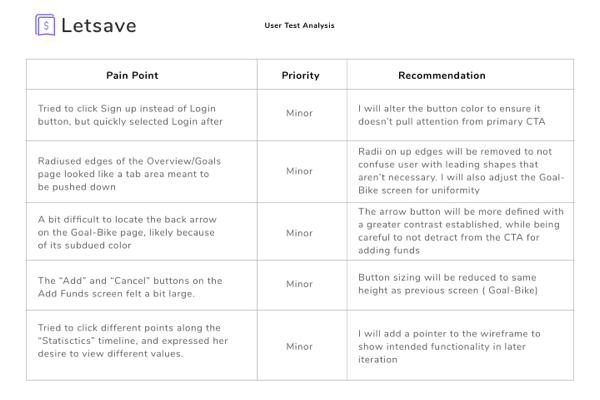 $ Letsave
User Test Analysis
Pain Point
Priority
Recommendation
Tried to click Sign up instead of Login
button, but quickly selected Login after
Minor
I will alter the button color to ensure it
doesn't pull attention from primary CTA
Radiused edges of the Overview/Goals
page looked like a tab area meant to
be pushed down
Minor
Radii on up edges will be removed to not
confuse user with leading shapes that
aren't necessary. I will also adjust the Goal-
Bike screen for uniformity
A bit difficult to locate the back arrow
on the Goal-Bike page, likely because
of its subdued color
Minor
The arrow button will be more defined with
a greater contrast established, while being
careful to not detract from the CTA for
adding funds
The “Add” and “Cancel” buttons on the
Add Funds screen felt a bit large.
Minor
Button sizing will be reduced to same
height as previous screen ( Goal-Bike)
Tried to click different points along the
“Statisctics” timeline, and expressed her
desire to view different values.
Minor
I will add a pointer to the wireframe to
show intended functionality in later
iteration